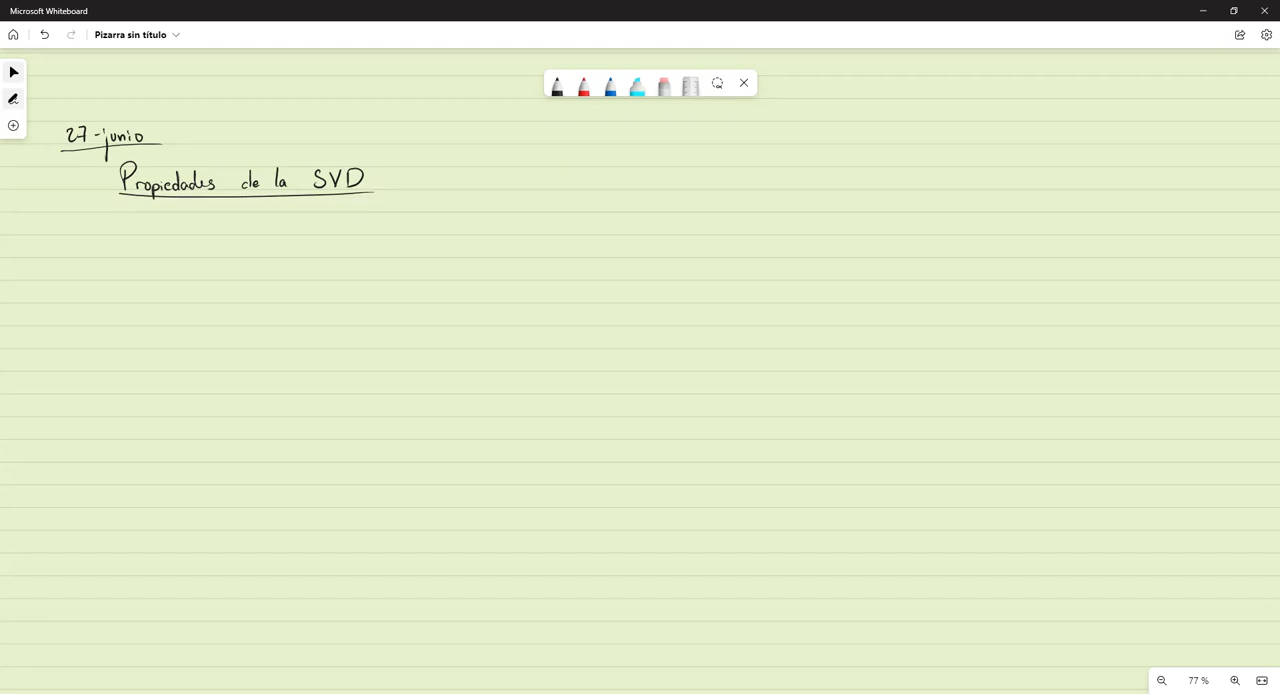 Microsoft Whiteboard
Pizarra sin título
27-junio
Propiedades de la SVD
77 %